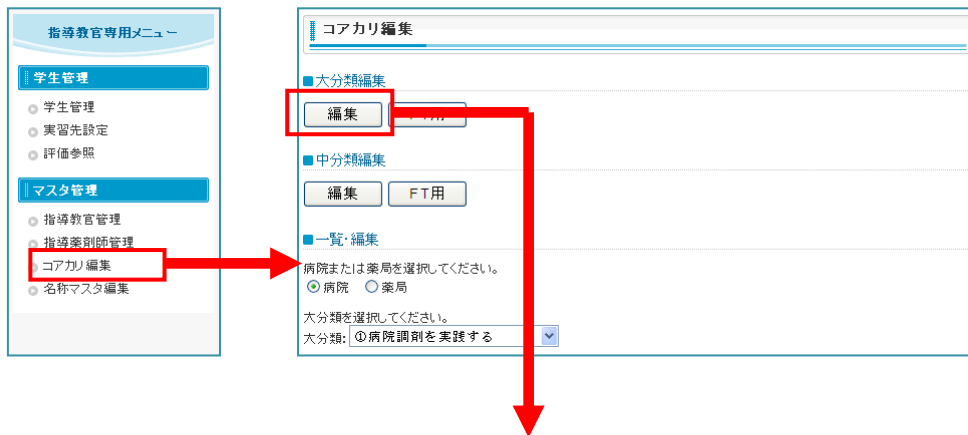 指導教官専用メニュー
学生管理
学生管理
実習先設定
評価参照
マスタ管理
指導教官管理
指導薬剤師管理
コアカリ編集
名称マスタ編集
コアカリ編集
■大分類編集
編集
■中分類編集
編集 FT用
■一覧・編集
病院または薬局を選択してください。
病院 薬局
大分類を選択してください。
大分類: ①病院調剤を実践する